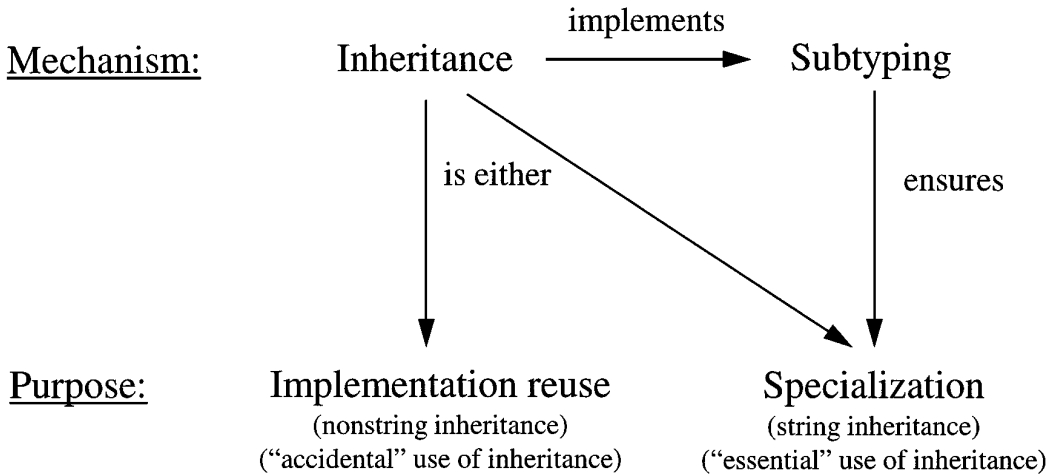 implements
Mechanism: Inheritance Subtyping
is either ensures
Purpose: Implementation reuse Specialization
(nonstring inheritance) (string inheritance)
("accidental" use of inheritance) ("essential" use of inheritance)